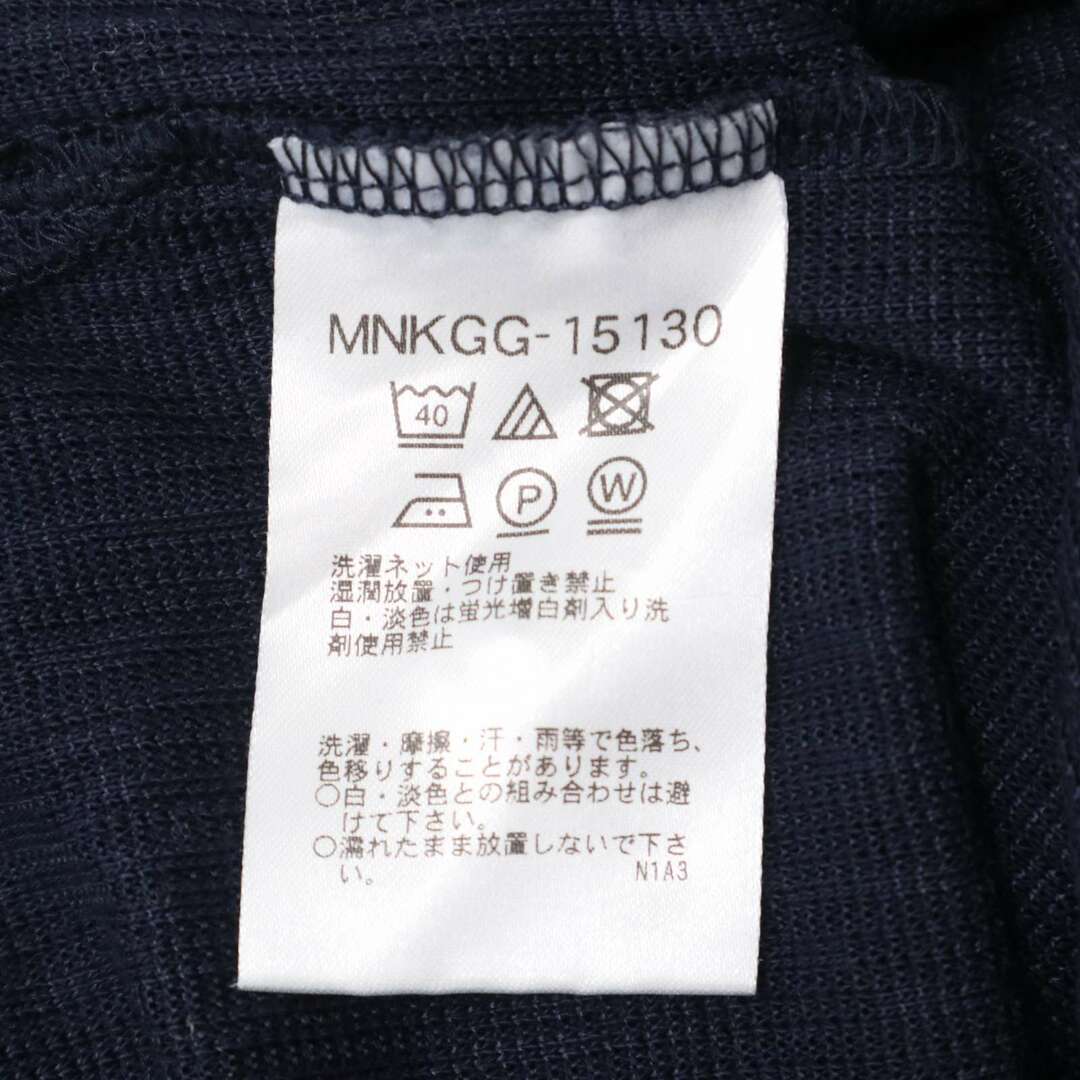 MNKGG-15130
40
P W
洗濯ネット使用
湿潤放置・つけ置き禁止
白・淡色は蛍光増白剤入り洗
剤使用禁止
洗濯・摩擦・汗・雨等で色落ち、
色移りすることがあります。
○白・淡色との組み合わせは避
けて下さい。
○濡れたまま放置しないで下さ
い。 N1A3